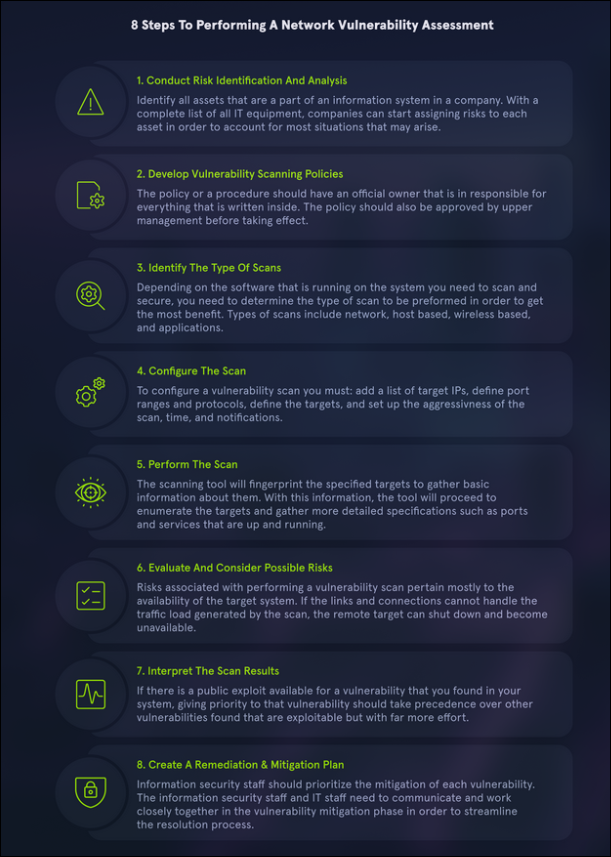 8 Steps To Performing A Network Vulnerability Assessment
1. Conduct Risk Identification And Analysis
Identify all assets that are a part of an information system in a company. With a
complete list of all IT equipment, companies can start assigning risks to each
asset in order to account for most situations that may arise.
2. Develop Vulnerability Scanning Policies
The policy or a procedure should have an official owner that is in responsible for
everything that is written inside. The policy should also be approved by upper
management before taking effect.
3. Identify The Type Of Scans
Depending on the software that is running on the system you need to scan and
secure, you need to determine the type of scan to be preformed in order to get
the most benefit. Types of scans include network, host based, wireless based,
and applications.
4. Configure The Scan
To configure a vulnerability scan you must: add a list of target IPs, define port
ranges and protocols, define the targets, and set up the aggressivness of the
scan, time, and notifications.
5. Perform The Scan
The scanning tool will fingerprint the specified targets to gather basic
information about them. With this information, the tool will proceed to
enumerate the targets and gather more detailed specifications such as ports
and services that are up and running.
6. Evaluate And Consider Possible Risks
Risks associated with performing a vulnerability scan pertain mostly to the
availability of the target system. If the links and connections cannot handle the
traffic load generated by the scan, the remote target can shut down and become
unavailable.
7. Interpret The Scan Results
If there is a public exploit available for a vulnerability that you found in your
system, giving priority to that vulnerability should take precedence over other
vulnerabilities found that are exploitable but with far more effort.
8. Create A Remediation & Mitigation Plan
Information security staff should prioritize the mitigation of each vulnerability.
The information security staff and IT staff need to communicate and work
closely together in the vulnerability mitigation phase in order to streamline
the resolution process.